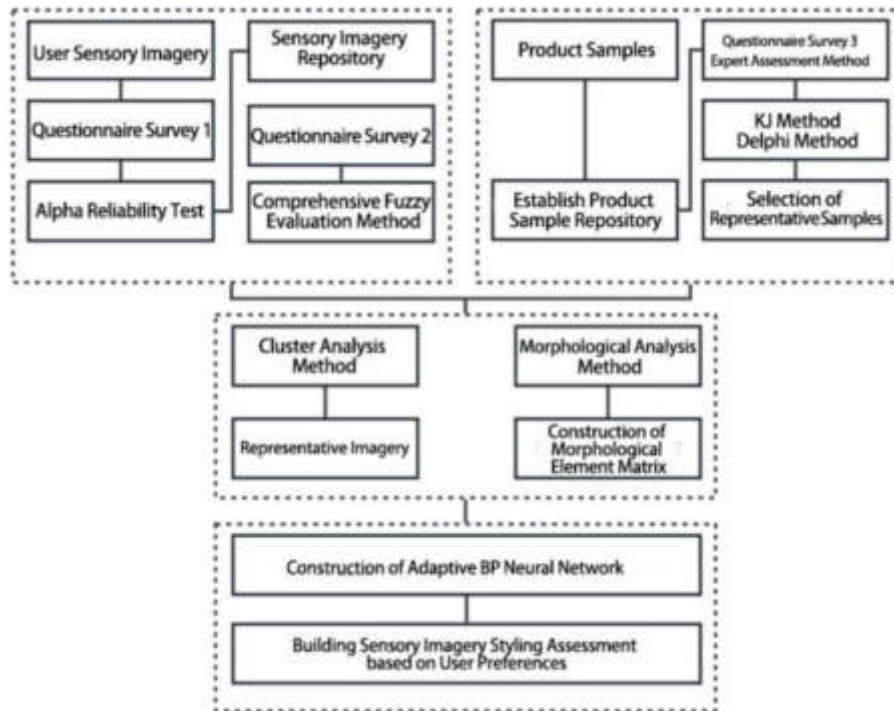 User Sensory Imagery
Questionnaire Survey 1
Alpha Reliability Test
Sensory Imagery
Repository
Questionnaire Survey 2
Comprehensive Fuzzy
Evaluation Method
Product Samples
Establish Product
Sample Repository
Questionnaire Survey 3
Expert Assessment Method
KJ Method
Delphi Method
Selection of
Representative Samples
Cluster Analysis
Method
Representative Imagery
Morphological Analysis
Method
Construction of
Morphological
Element Matrix
Construction of Adaptive BP Neural Network
Building Sensory Imagery Styling Assessment
based on User Preferences